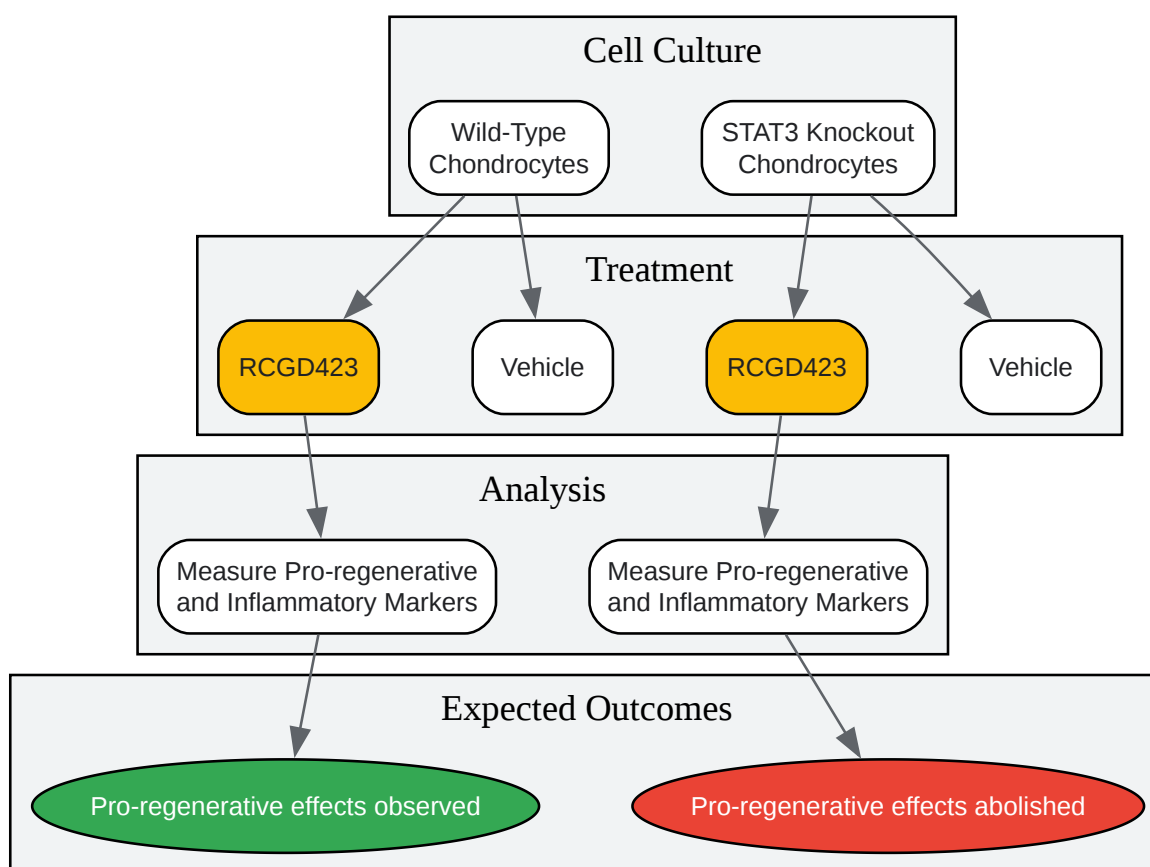 Cell Culture
Wild-Type
Chondrocytes
STAT3 Knockout
Chondrocytes
Treatment
RCGD423
Vehicle
RCGD423
Vehicle
Analysis
Measure Pro-regenerative
and Inflammatory Markers
Measure Pro-regenerative
and Inflammatory Markers
Expected Outcomes
Pro-regenerative effects observed
Pro-regenerative effects abolished